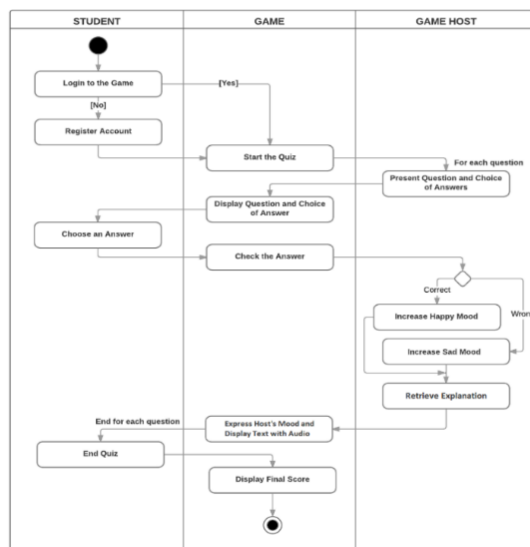 STUDENT
GAME
GAME HOST
Login to the Game
[Yes]
[No]
Register Account
Start the Quiz
For each question
Present Question and Choice
of Answers
Display Question and Choice
of Answer
Choose an Answer
Check the Answer
Correct
Wron
Increase Happy Mood
Increase Sad Mood
Retrieve Explanation
End for each question
Express Host's Mood and
Display Text with Audio
End Quiz
Display Final Score